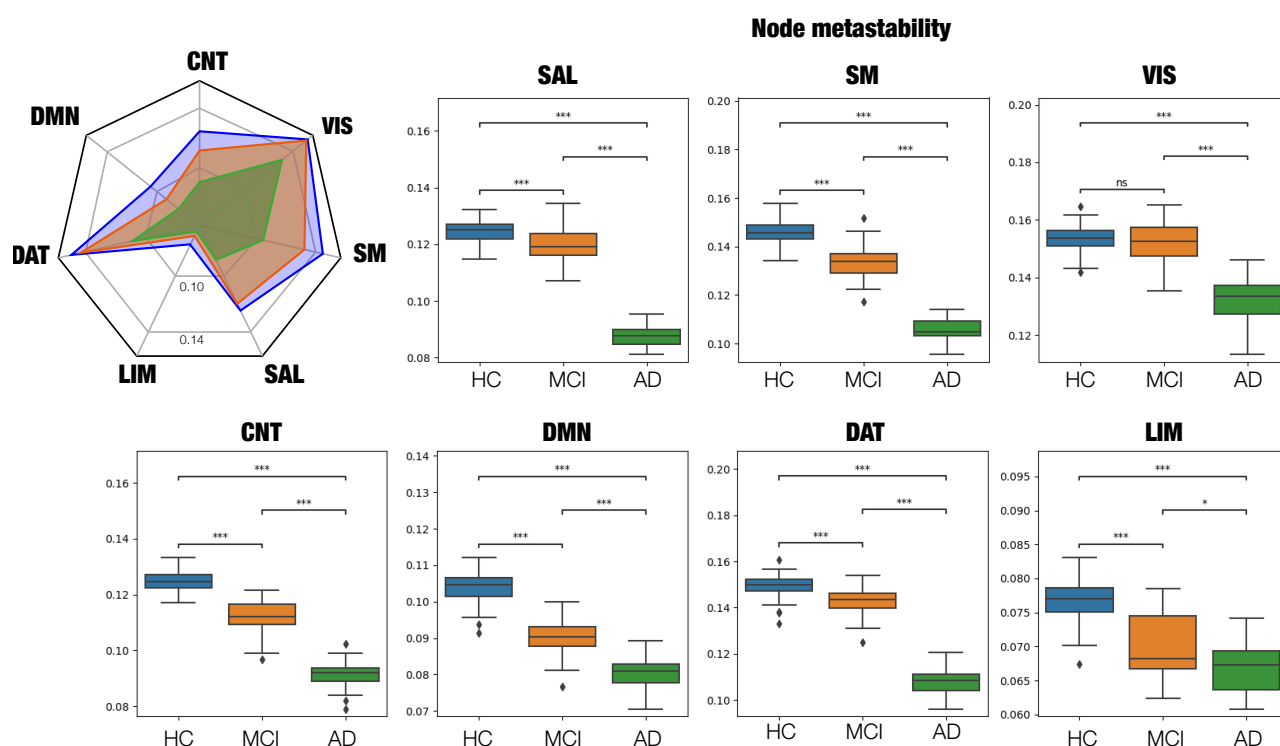 Node metastability
CNT
VIS
SM
SAL
LIM
DAT
DMN
0.10
0.14
SAL
0.16
0.14
0.12
0.10
0.08
***
***
***
HC MCI AD
SM
0.20
0.18
0.16
0.14
0.12
0.10
***
***
***
HC MCI AD
VIS
0.20
0.18
0.16
0.14
0.12
***
***
ns
HC MCI AD
CNT
0.16
0.14
0.12
0.10
0.08
***
***
***
HC MCI AD
DMN
0.14
0.13
0.12
0.11
0.10
0.09
0.08
0.07
***
***
***
HC MCI AD
DAT
0.20
0.18
0.16
0.14
0.12
0.10
***
***
***
HC MCI AD
LIM
0.095
0.090
0.085
0.080
0.075
0.070
0.065
0.060
***
*
***
HC MCI AD